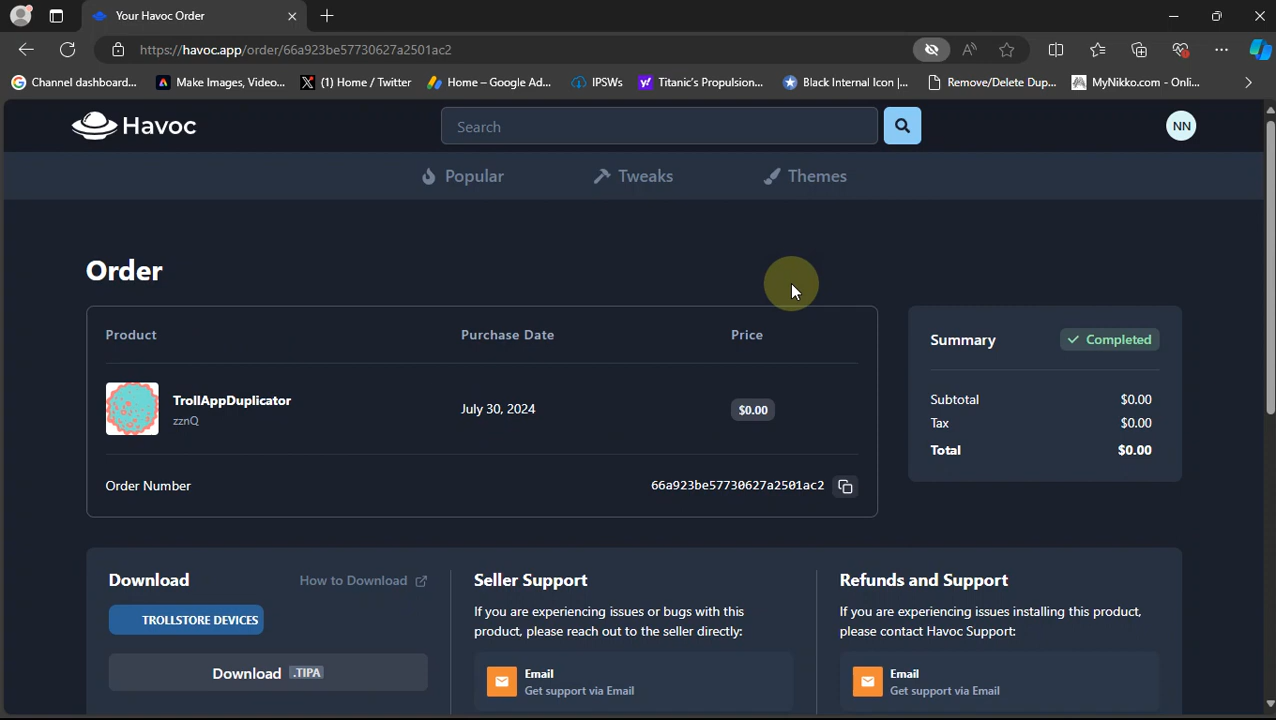 Your Havoc Order
https://havoc.app/order/66a923be57730627a2501ac2
Channel dashboard... Make Images, Video... (1) Home / Twitter Home – Google Ad... IPSWs Titanic's Propulsion... Black Internal Icon |... Remove/Delete Dup... MyNikko.com - Onli...
Havoc
Search
NN
Popular Tweaks Themes
Order
Product Purchase Date Price
TrollAppDuplicator
zznQ
July 30, 2024
$0.00
Order Number 66a923be57730627a2501ac2
Summary Completed
Subtotal $0.00
Tax $0.00
Total $0.00
Download How to Download
TROLLSTORE DEVICES
Download .TIPA
Seller Support
If you are experiencing issues or bugs with this
product, please reach out to the seller directly:
Email
Get support via Email
Refunds and Support
If you are experiencing issues installing this product,
please contact Havoc Support:
Email
Get support via Email